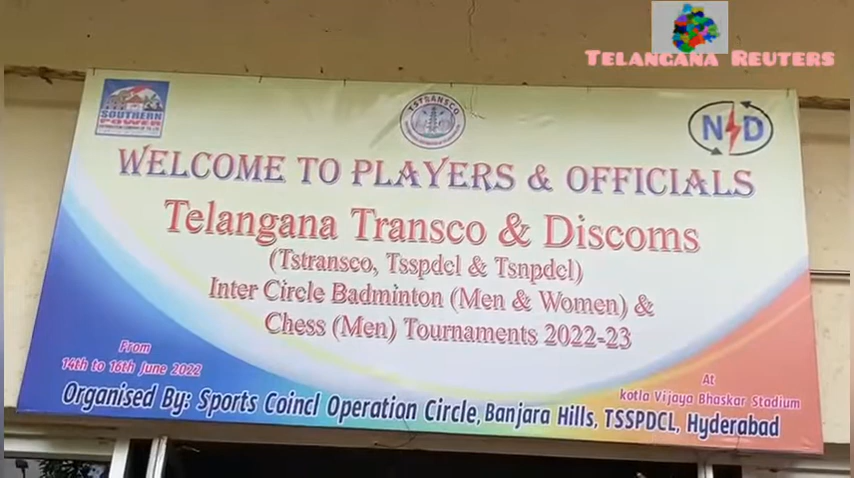 Telangana Reuters
SOUTHERN
POWER
TSTRANSCO
N D
WELCOME TO PLAYERS & OFFICIALS
Telangana Transco & Discoms
(Tstransco, Tsspdcl & Tsnpdcl)
Inter Circle Badminton (Men & Women) &
Chess (Men) Tournaments 2022-23
From
14th to 16th June 2022
At
kotla Vijaya Bhaskar Stadium
Organised By: Sports Coincl Operation Circle, Banjara Hills, TSSPDCL, Hyderabad